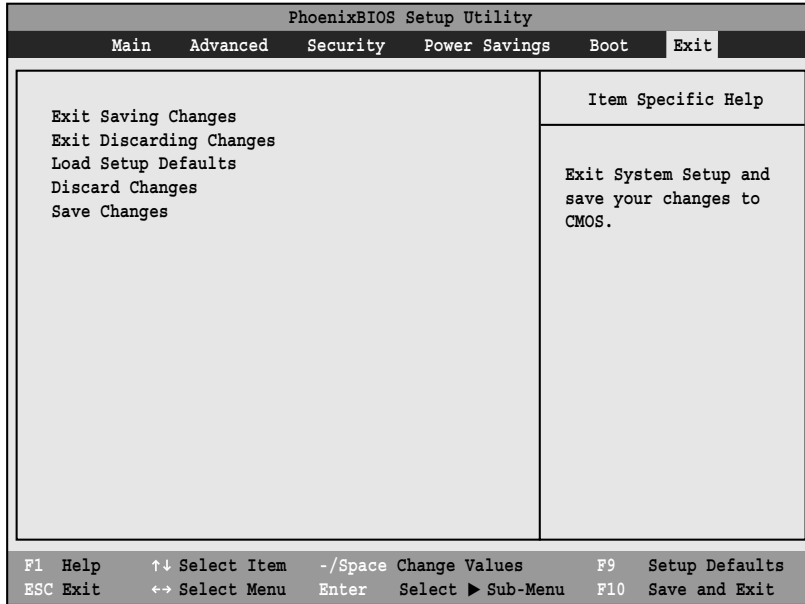 PhoenixBIOS Setup Utility
Main Advanced Security Power Savings Boot Exit
Exit Saving Changes
Exit Discarding Changes
Load Setup Defaults
Discard Changes
Save Changes
Item Specific Help
Exit System Setup and
save your changes to
CMOS.
F1 Help ↑↓ Select Item -/Space Change Values F9 Setup Defaults
ESC Exit ←→ Select Menu Enter Select ▶ Sub-Menu F10 Save and Exit